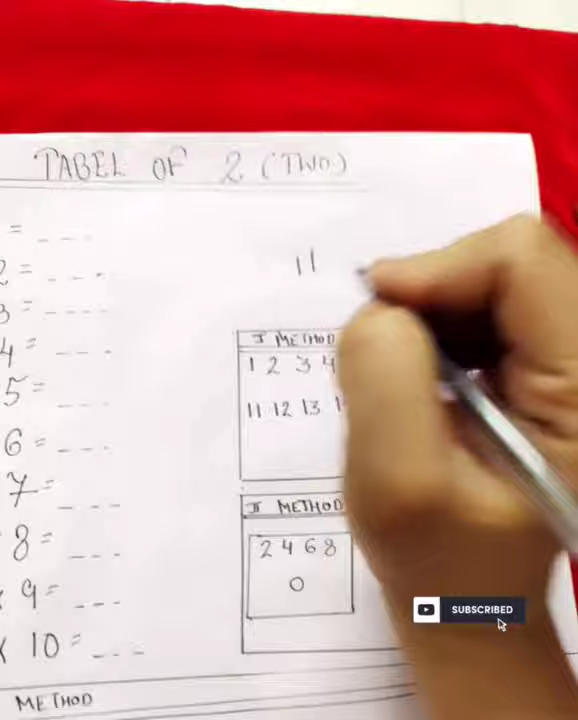 TABEL OF 2 (TWO)
= _ _ _
2 = _ _ _
3 = _ _ _
4 = _ _ _
5 = _ _ _
6 = _ _ _
7 = _ _ _
8 = _ _ _
x 9 = _ _ _
x 10 = _ _ _
METHOD
11
I METHOD
1 2 3 4
11 12 13
II METHOD
2 4 6 8
0
SUBSCRIBED